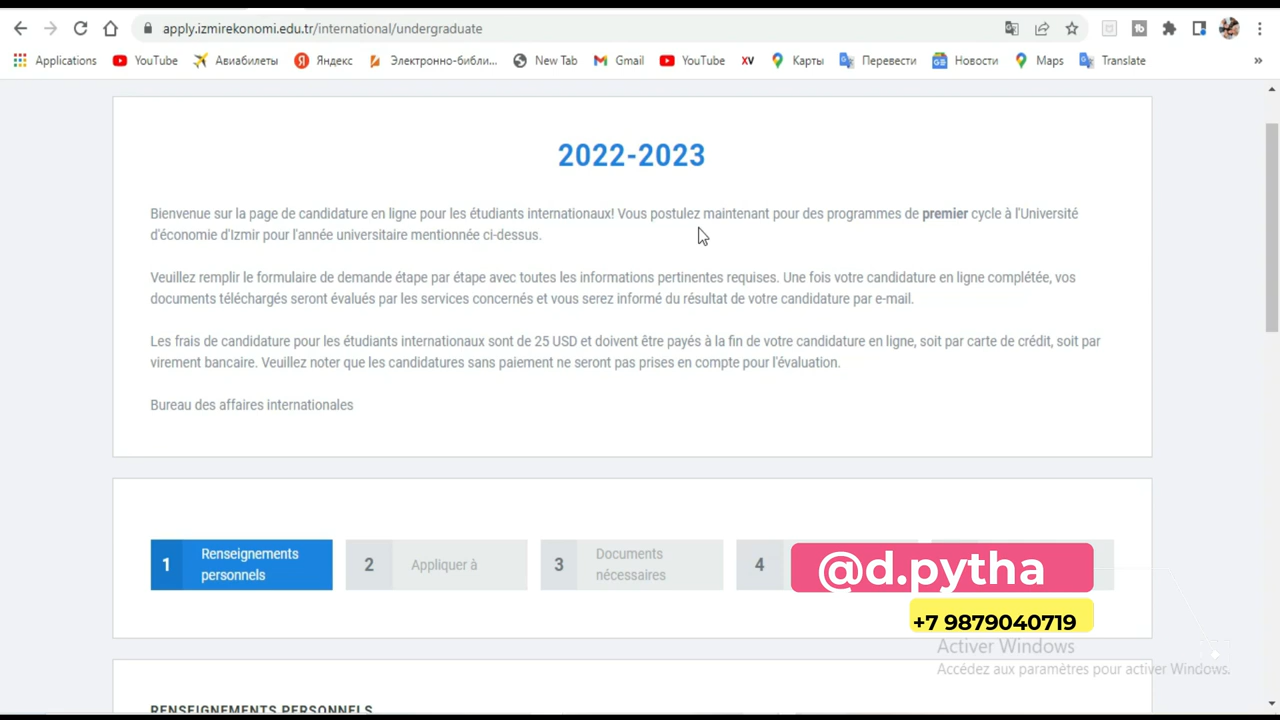 apply.izmirekonomi.edu.tr/international/undergraduate
Applications YouTube Авиабилеты Яндекс Электронно-библи... New Tab Gmail YouTube XV Карты Перевести Новости Maps Translate »
2022-2023
Bienvenue sur la page de candidature en ligne pour les étudiants internationaux! Vous postulez maintenant pour des programmes de premier cycle à l'Université
d'économie d'Izmir pour l'année universitaire mentionnée ci-dessus.
Veuillez remplir le formulaire de demande étape par étape avec toutes les informations pertinentes requises. Une fois votre candidature en ligne complétée, vos
documents téléchargés seront évalués par les services concernés et vous serez informé du résultat de votre candidature par e-mail.
Les frais de candidature pour les étudiants internationaux sont de 25 USD et doivent être payés à la fin de votre candidature en ligne, soit par carte de crédit, soit par
virement bancaire. Veuillez noter que les candidatures sans paiement ne seront pas prises en compte pour l'évaluation.
Bureau des affaires internationales
1 Renseignements
personnels
2 Appliquer à
3 Documents
nécessaires
4
@d.pytha
+7 9879040719
Activer Windows
Accédez aux paramètres pour activer Windows.
RENSEIGNEMENTS PERSONNELS